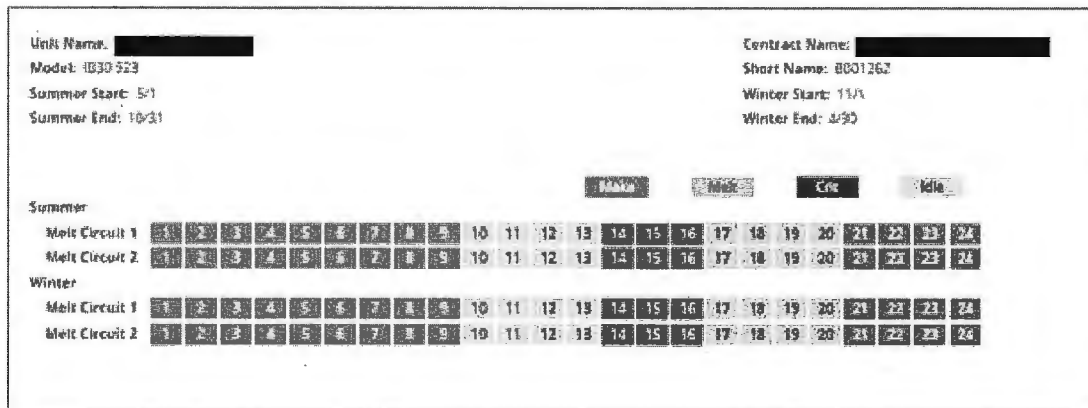 Unit Name:
Contract Name:
Model: IB30 523
Short Name: B001262
Summer Start: 5/1
Winter Start: 11/1
Summer End: 10/31
Winter End: 4/30
Make Melt Cnt Idle
Summer
Melt Circuit 1 1 2 3 4 5 6 7 8 9 10 11 12 13 14 15 16 17 18 19 20 21 22 23 24
Melt Circuit 2 1 2 3 4 5 6 7 8 9 10 11 12 13 14 15 16 17 18 19 20 21 22 23 24
Winter
Melt Circuit 1 1 2 3 4 5 6 7 8 9 10 11 12 13 14 15 16 17 18 19 20 21 22 23 24
Melt Circuit 2 1 2 3 4 5 6 7 8 9 10 11 12 13 14 15 16 17 18 19 20 21 22 23 24